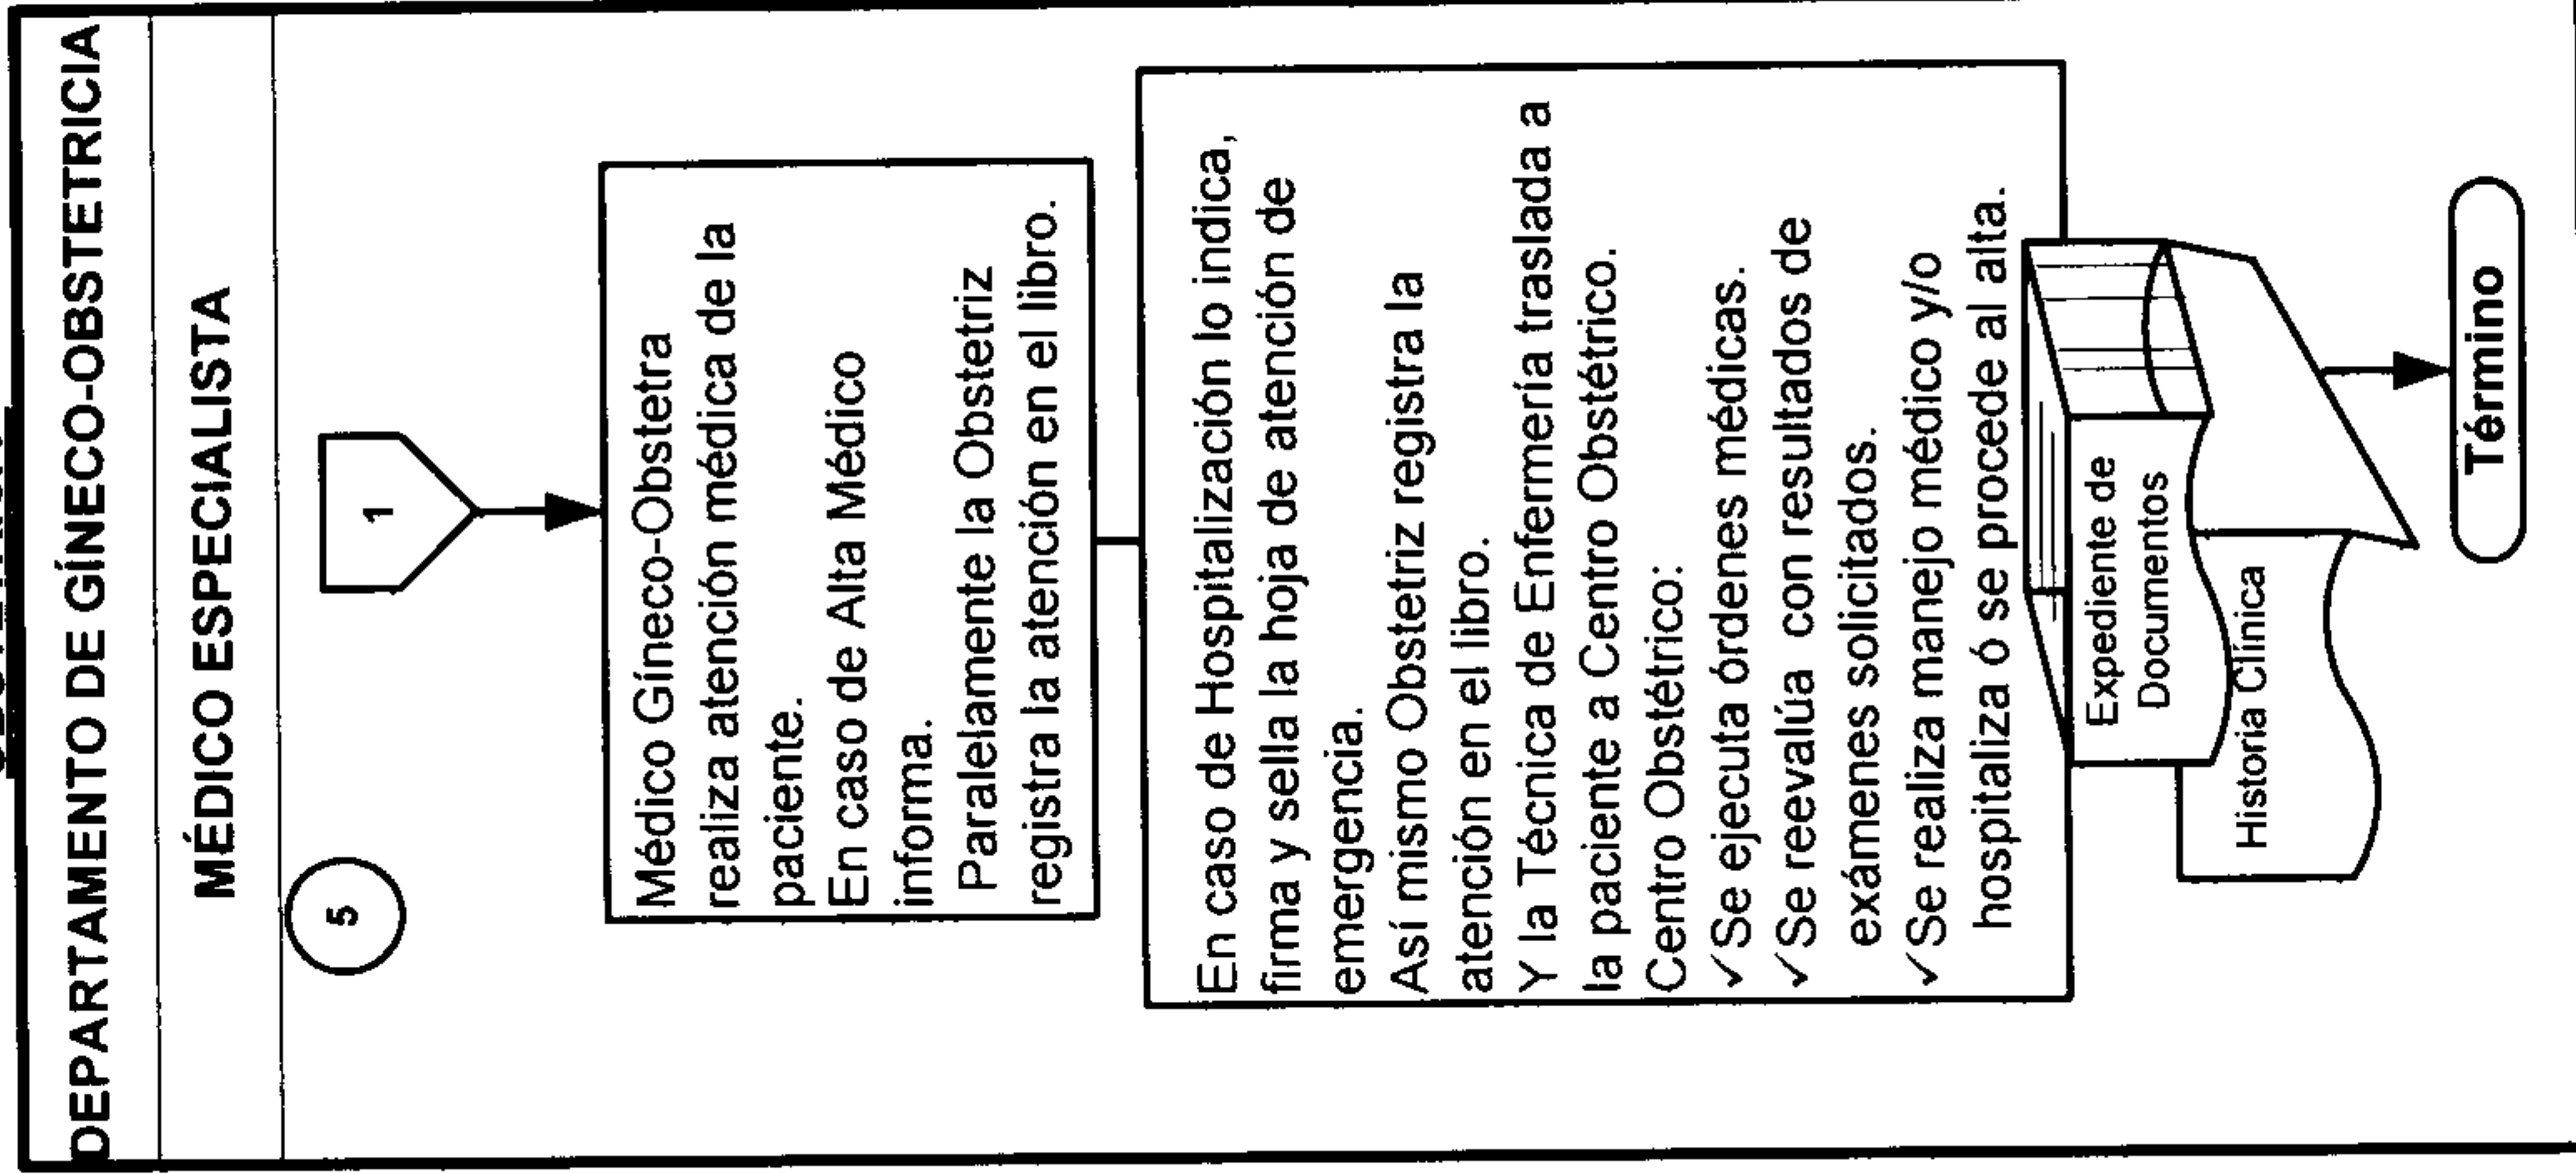 DEPARTAMENTO DE GÍNECO-OBSTETRICIA
MÉDICO ESPECIALISTA
5
1
Médico Gíneco-Obstetra
realiza atención médica de la
paciente.
En caso de Alta Médico
informa.
Paralelamente la Obstetriz
registra la atención en el libro.
En caso de Hospitalización lo indica,
firma y sella la hoja de atención de
emergencia.
Así mismo Obstetriz registra la
atención en el libro.
Y la Técnica de Enfermería traslada a
la paciente a Centro Obstétrico.
Centro Obstétrico:
✓Se ejecuta órdenes médicas.
✓Se reevalúa con resultados de
exámenes solicitados.
✓Se realiza manejo médico y/o
hospitaliza ó se procede al alta.
Expediente de
Documentos
Historia Clínica
Término